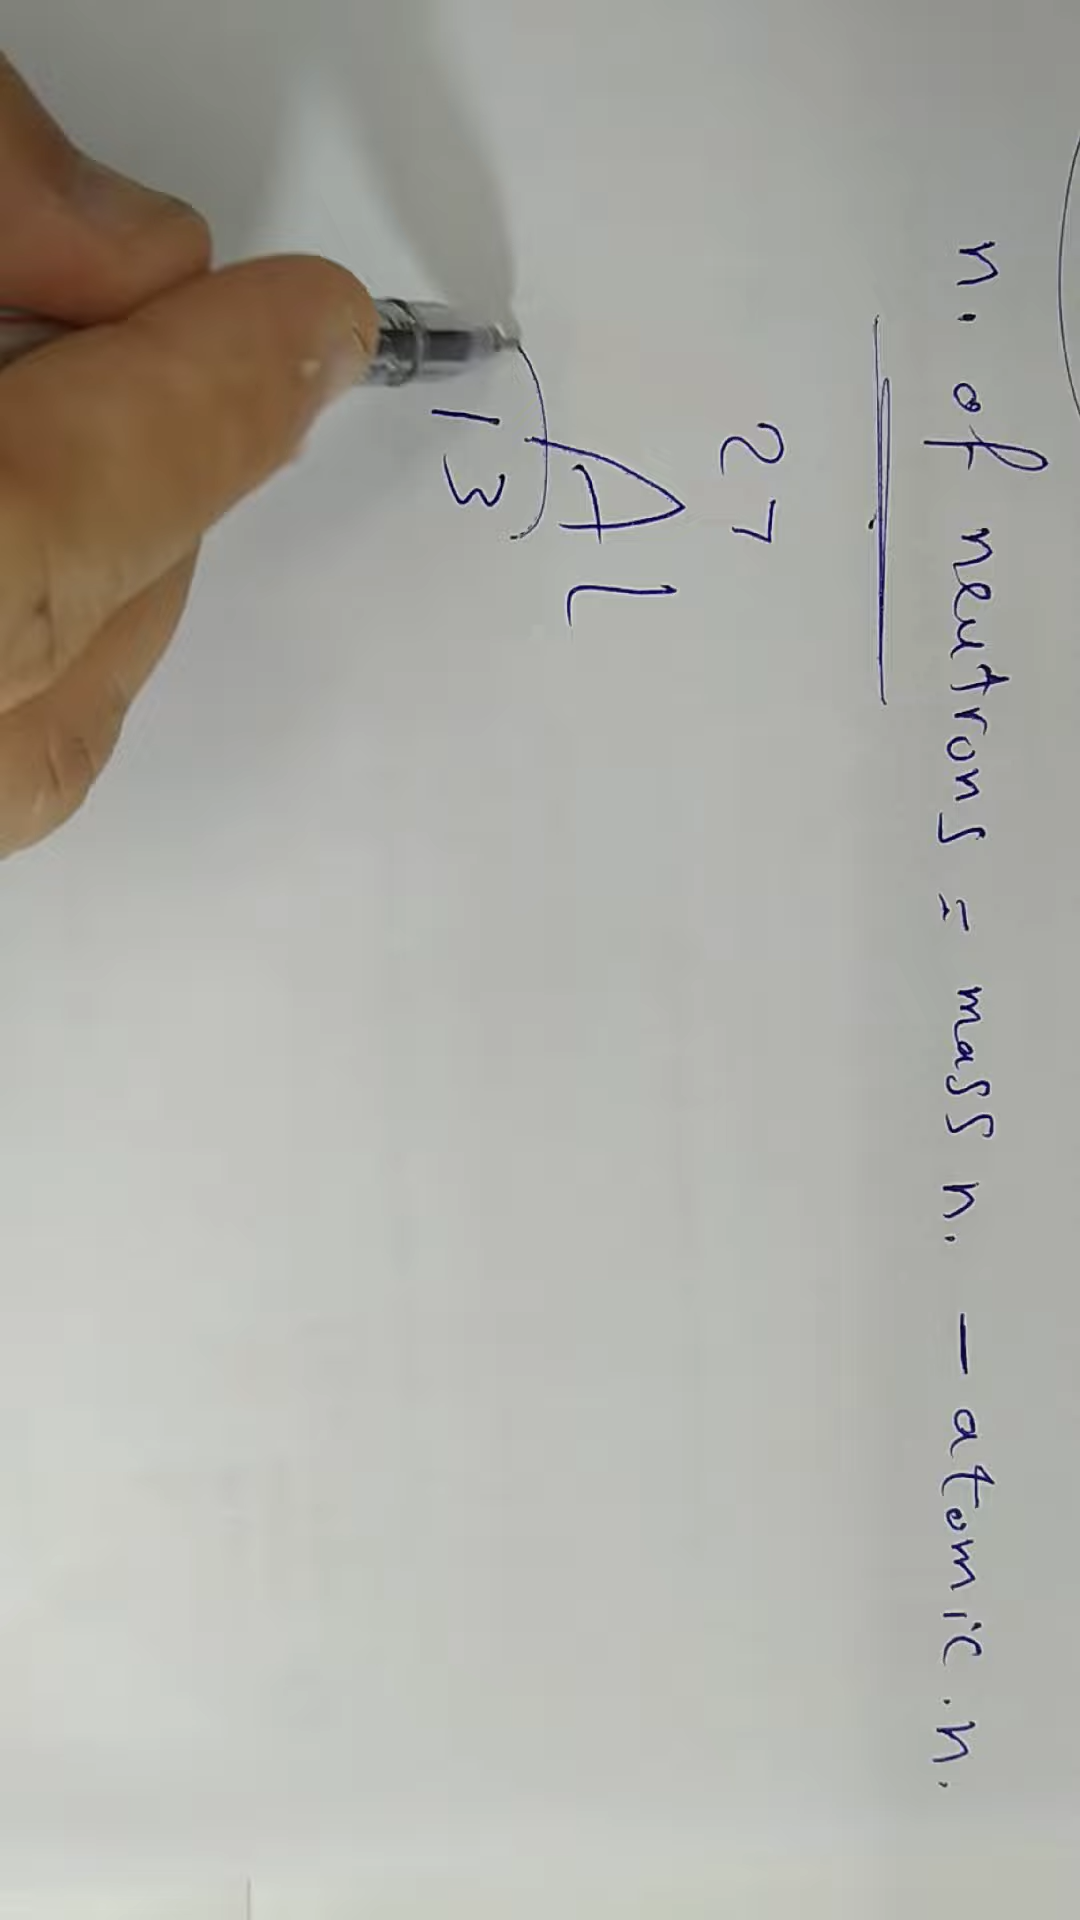 n. of neutrons = mass n. - atomic.n.
27
Al
13